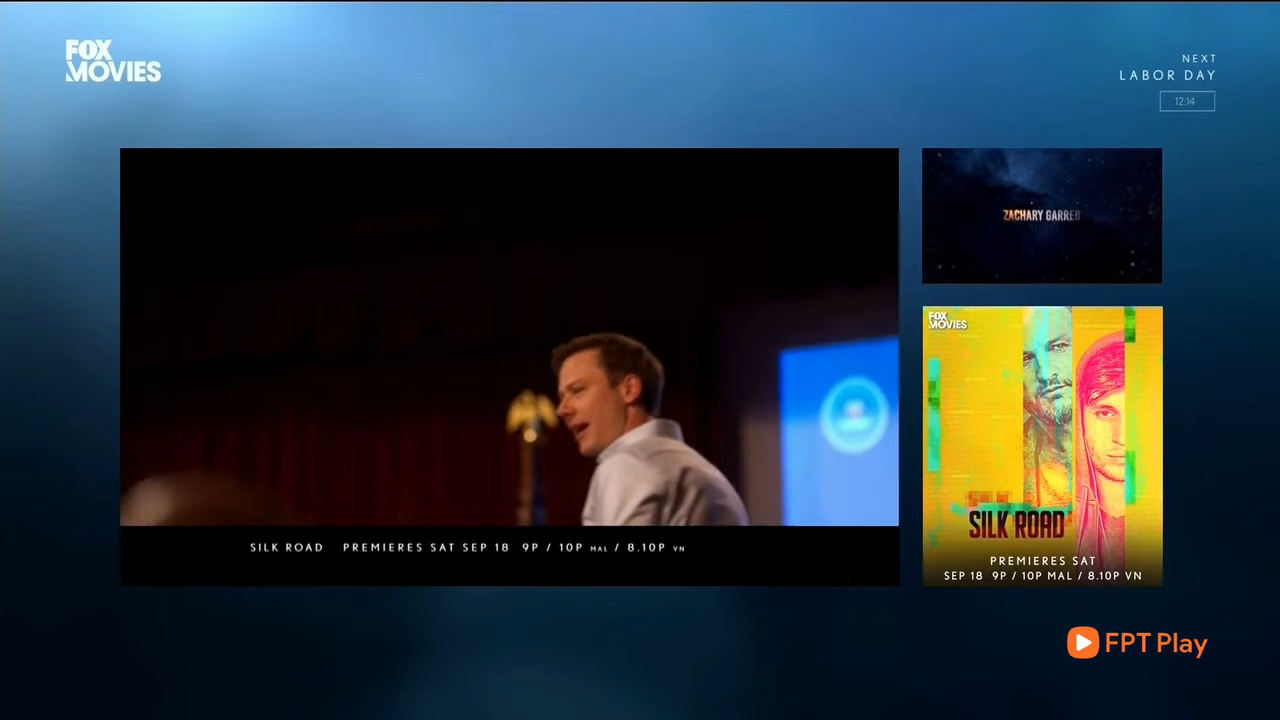 FOX
MOVIES
NEXT
LABOR DAY
12:14
ZACHARY GARRED
FOX
MOVIES
SILK ROAD
PREMIERES SAT
SEP 18 9P / 10P MAL / 8.10P VN
SILK ROAD PREMIERES SAT SEP 18 9P / 10P MAL / 8.10P VN
FPT Play